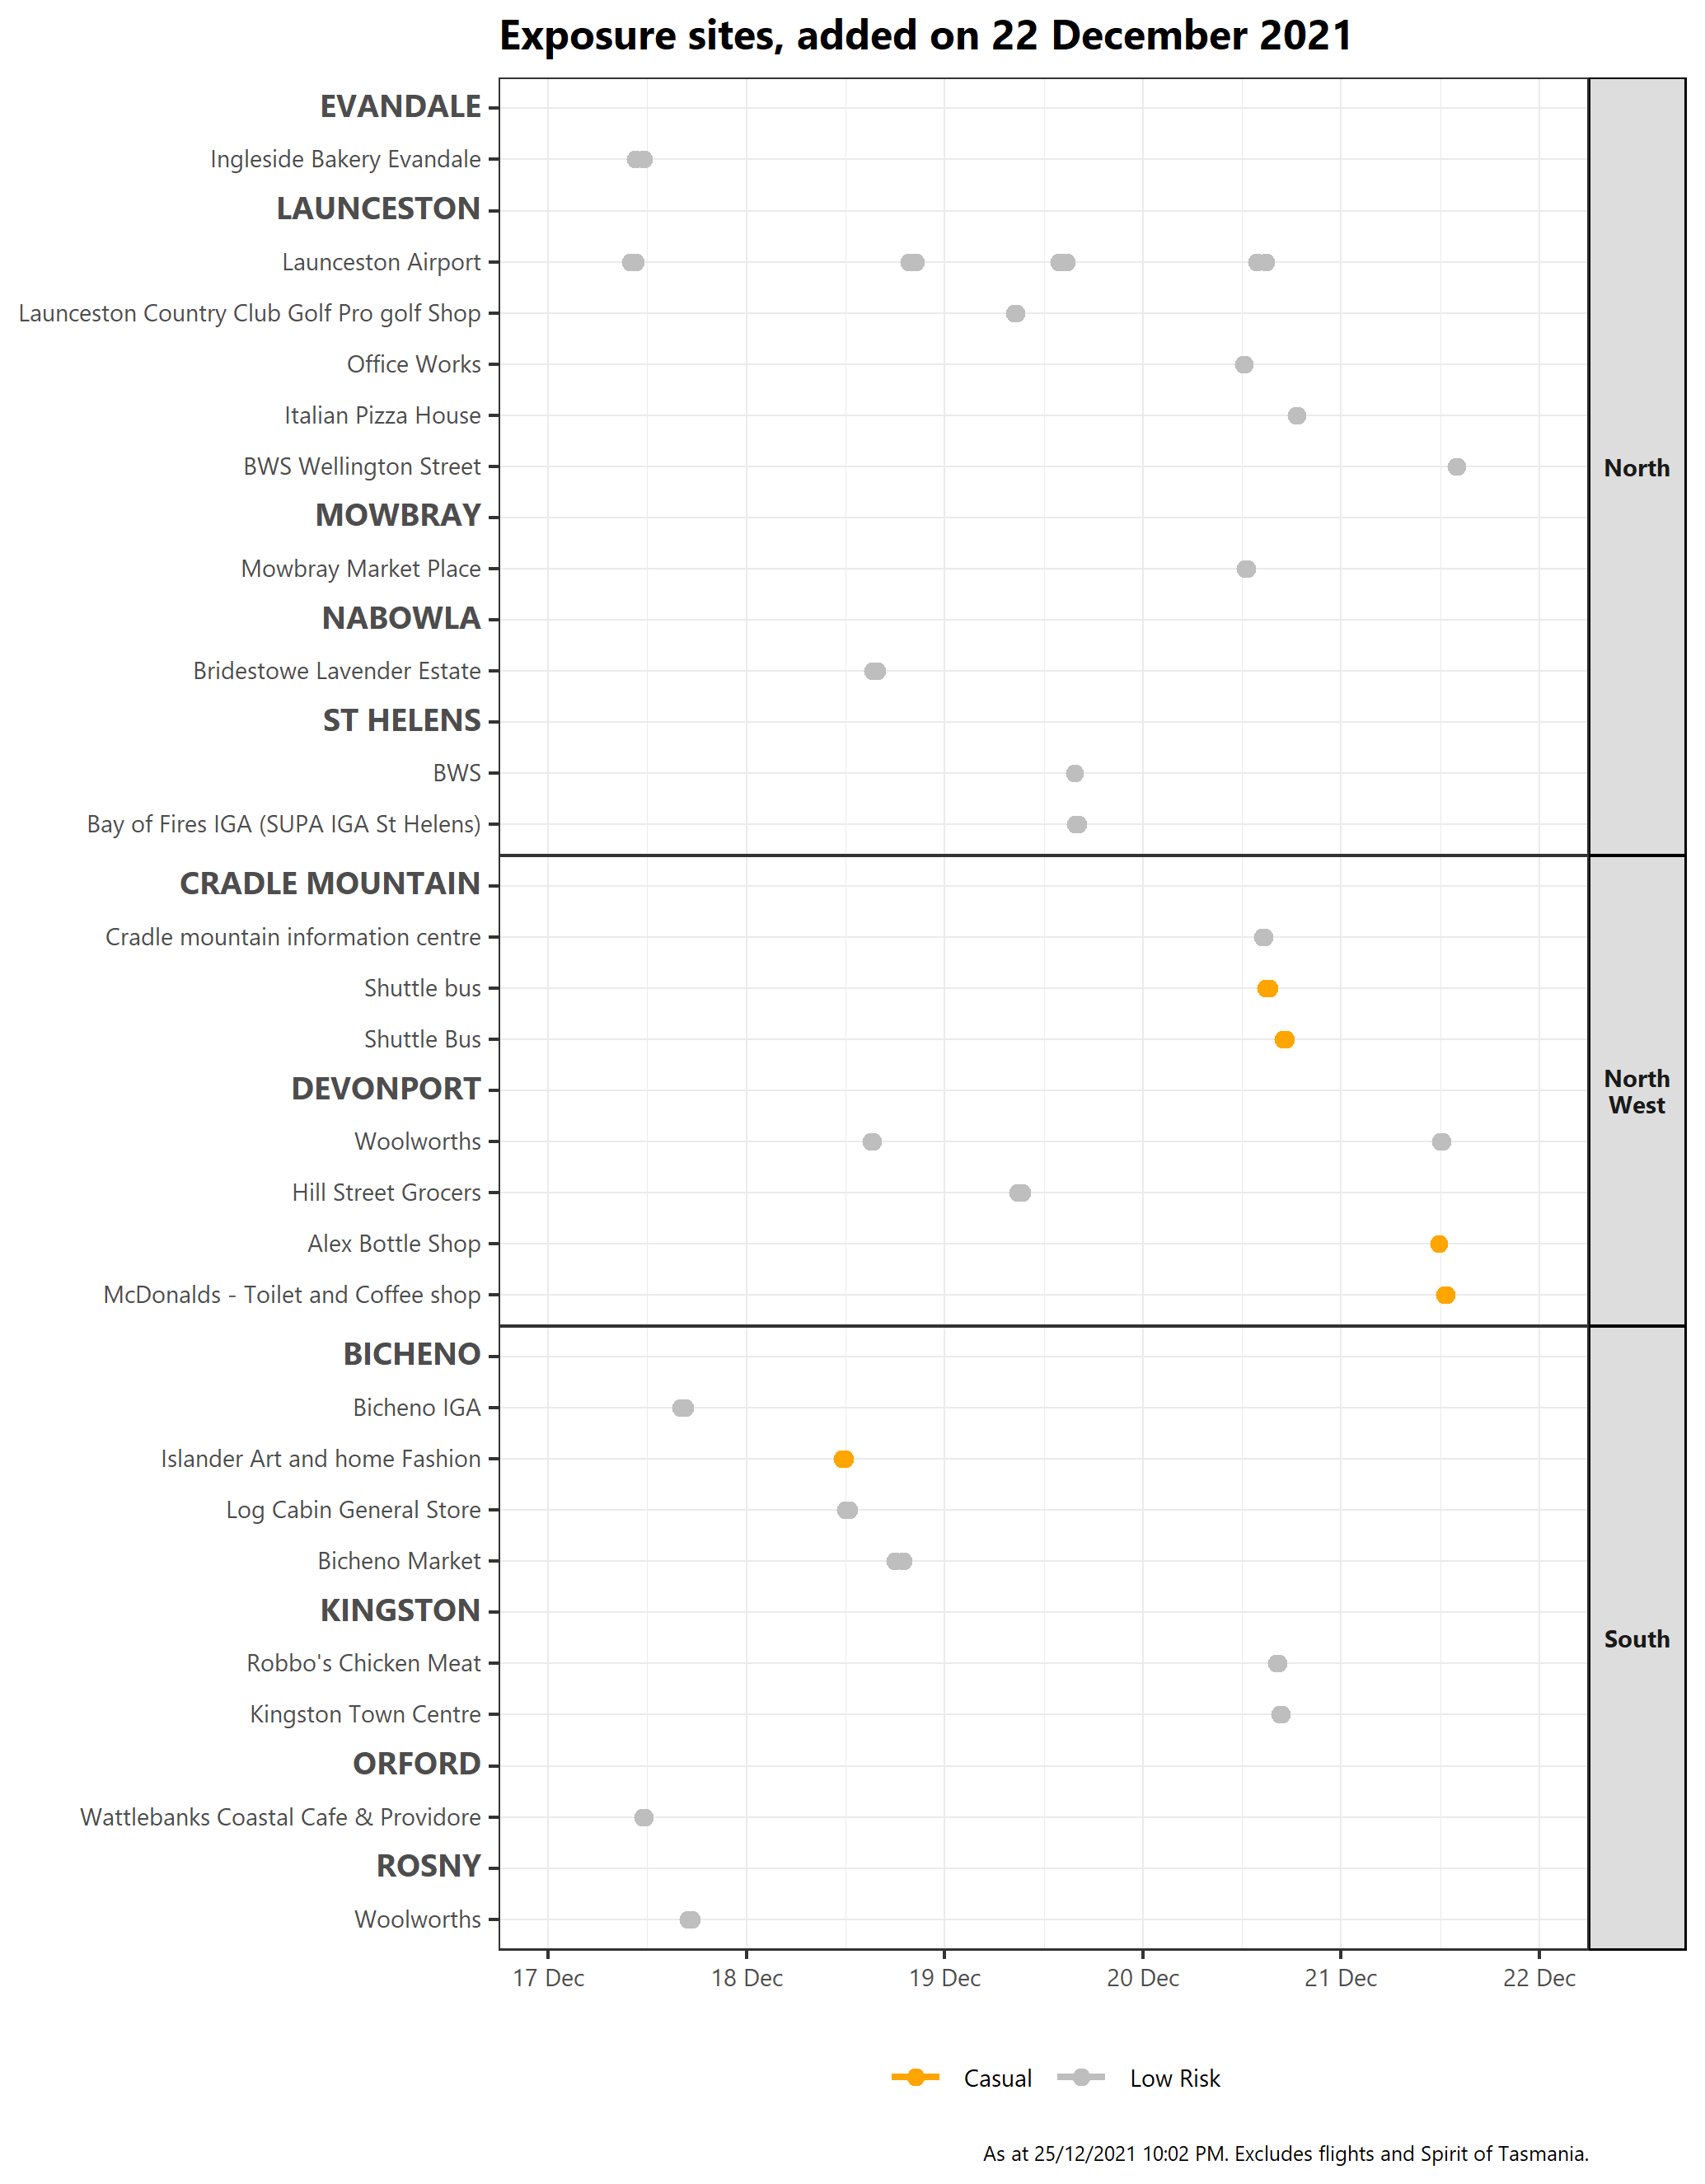 Exposure sites, added on 22 December 2021
EVANDALE
Ingleside Bakery Evandale
LAUNCESTON
Launceston Airport
Launceston Country Club Golf Pro golf Shop
Office Works
Italian Pizza House
BWS Wellington Street
MOWBRAY
Mowbray Market Place
NABOWLA
Bridestowe Lavender Estate
ST HELENS
BWS
Bay of Fires IGA (SUPA IGA St Helens)
North
CRADLE MOUNTAIN
Cradle mountain information centre
Shuttle bus
Shuttle Bus
DEVONPORT
Woolworths
Hill Street Grocers
Alex Bottle Shop
McDonalds - Toilet and Coffee shop
North
West
BICHENO
Bicheno IGA
Islander Art and home Fashion
Log Cabin General Store
Bicheno Market
KINGSTON
Robbo's Chicken Meat
Kingston Town Centre
ORFORD
Wattlebanks Coastal Cafe & Providore
ROSNY
Woolworths
South
17 Dec 18 Dec 19 Dec 20 Dec 21 Dec 22 Dec
Casual Low Risk
As at 25/12/2021 10:02 PM. Excludes flights and Spirit of Tasmania.